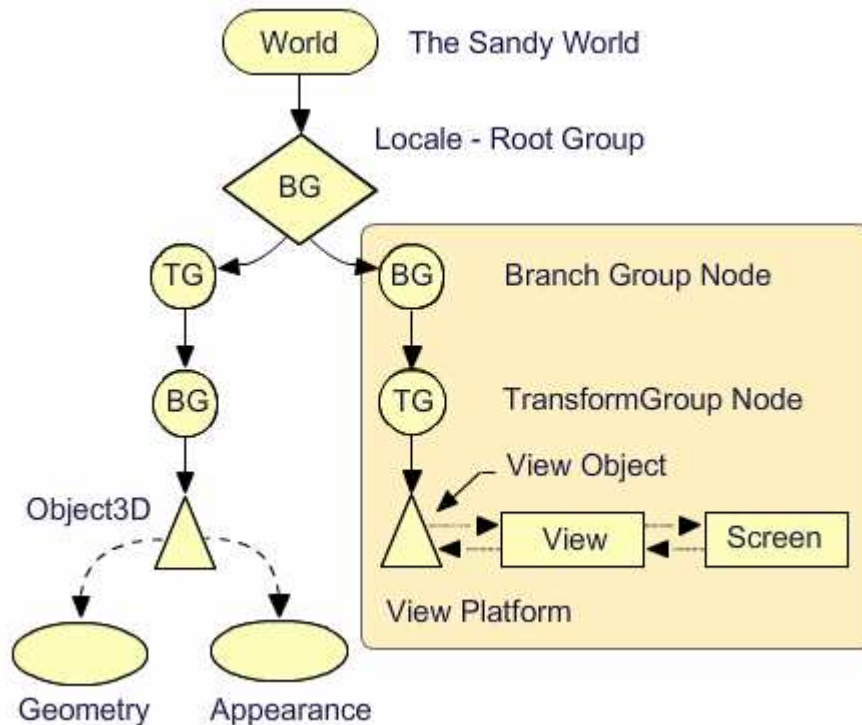 World
The Sandy World
Locale - Root Group
BG
TG
BG
Branch Group Node
BG
TG
TransformGroup Node
View Object
Object3D
View
Screen
View Platform
Geometry
Appearance